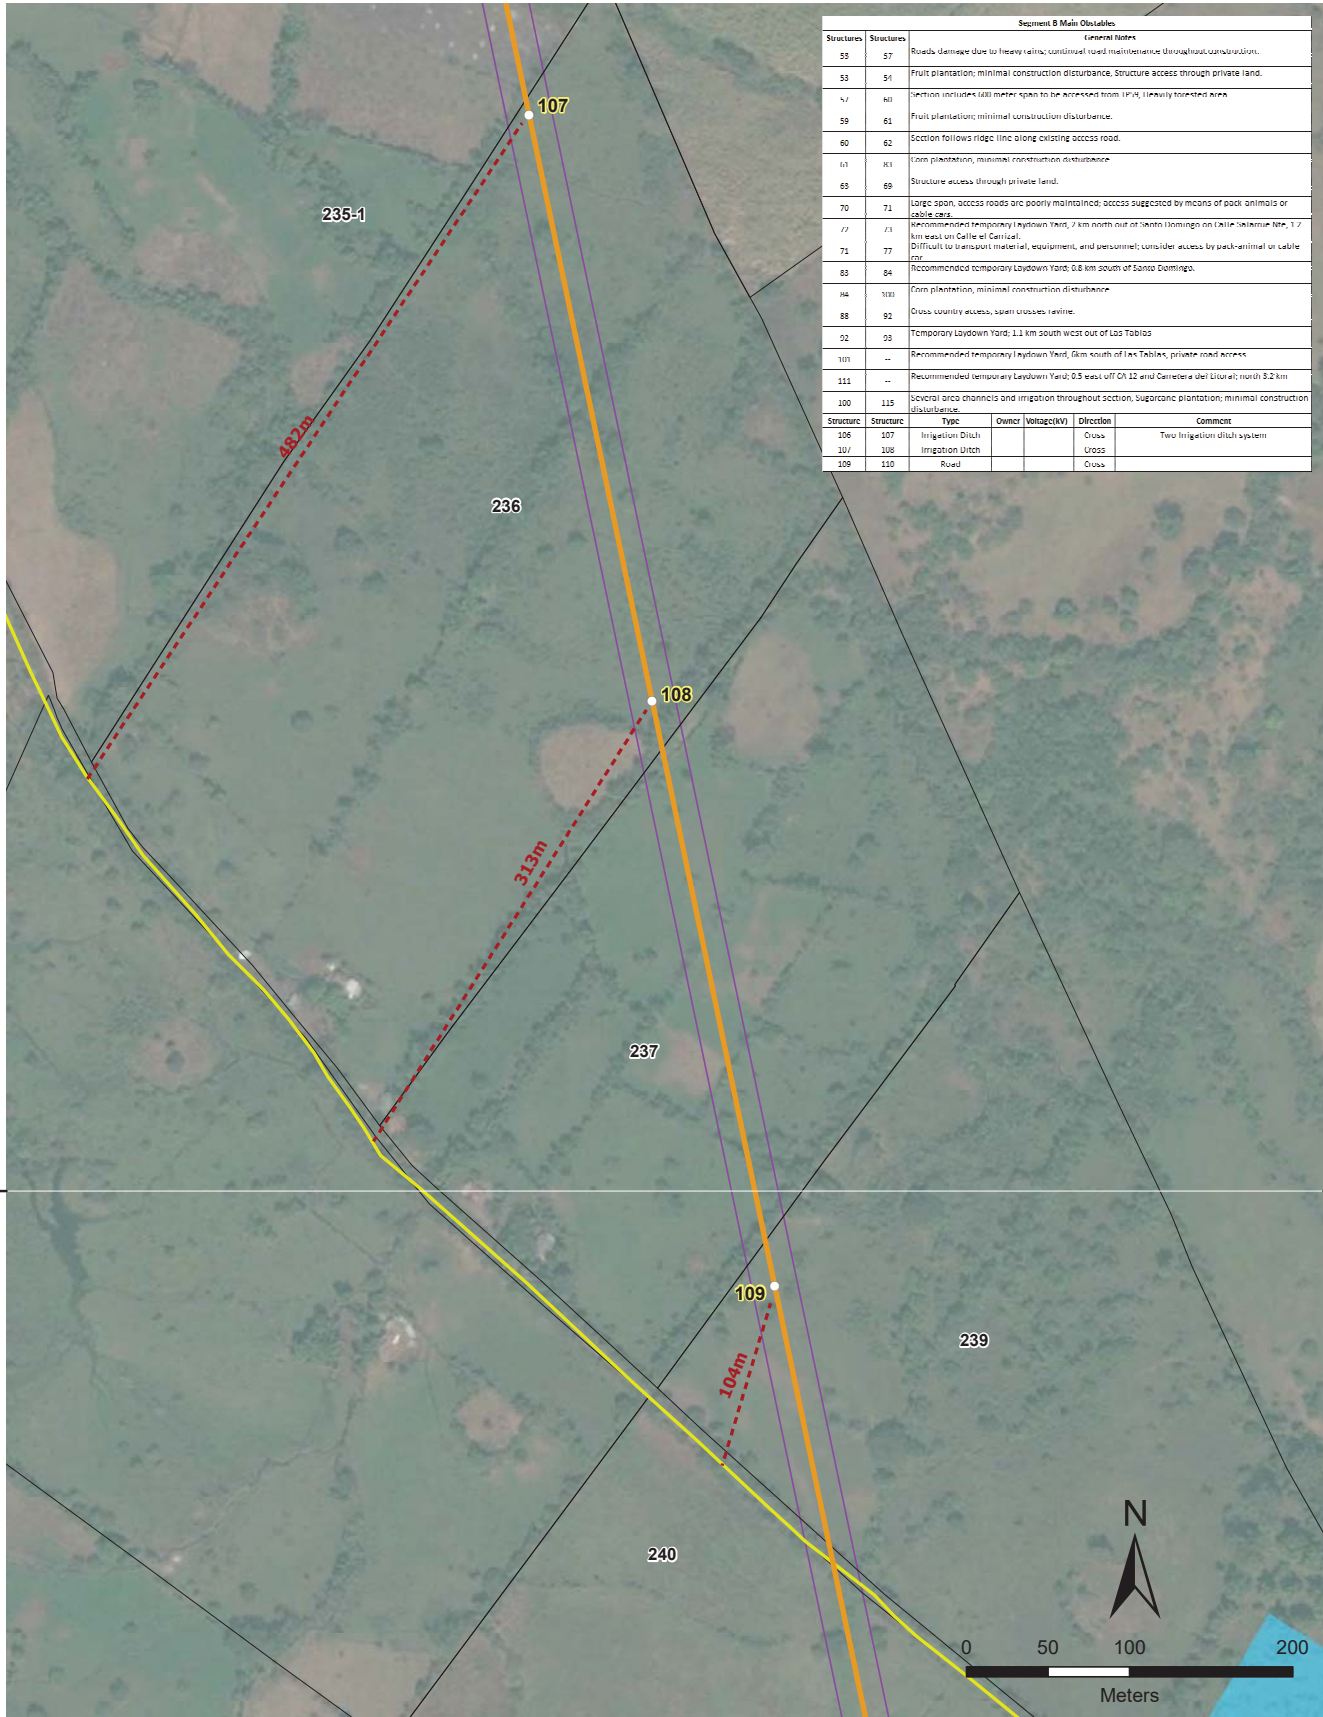 Segment B Main Obstables
Structures Structures General Notes
53 57 Roads damage due to heavy rains; continual road maintenance throughout construction.
53 54 Fruit plantation; minimal construction disturbance, Structure access through private land.
57 60 Section includes 600 meter span to be accessed from TP59, Heavily forested area
59 61 Fruit plantation; minimal construction disturbance.
60 62 Section follows ridge line along existing access road.
61 83 Corn plantation, minimal construction disturbance
63 69 Structure access through private land.
70 71 Large span, access roads are poorly maintained; access suggested by means of pack animals or
cable cars.
72 73 Recommended temporary Laydown Yard, 2 km north out of Santo Domingo on Calle Salarrue Nte, 1.2
km east on Calle el Carrizal.
71 77 Difficult to transport material, equipment, and personnel; consider access by pack-animal or cable
car
83 84 Recommended temporary Laydown Yard; 0.8 km south of Santo Domingo.
84 100 Corn plantation, minimal construction disturbance
88 92 Cross country access, span crosses ravine.
92 93 Temporary Laydown Yard; 1.1 km south west out of Las Tablas
101 -- Recommended temporary Laydown Yard, 6km south of Las Tablas, private road access
111 -- Recommended temporary Laydown Yard; 0.5 east off CA 12 and Carretera del Litoral; north 3.2 km
100 115 Several area channels and irrigation throughout section, Sugarcane plantation; minimal construction
disturbance.
Structure Structure Type Owner Voltage(kV) Direction Comment
106 107 Irrigation Ditch Cross Two Irrigation ditch system
107 108 Irrigation Ditch Cross
109 110 Road Cross
107
235-1
482m
236
108
313m
237
109
239
104m
240
N
0 50 100 200
Meters